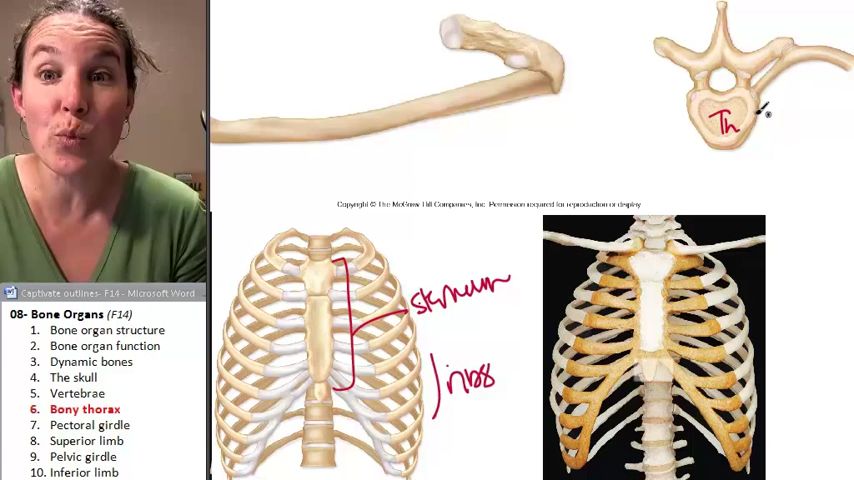 Th
Copyright © The McGraw Hill Companies, Inc. Permission required for reproduction or display
sternum
ribs
Captivate outlines- F14 - Microsoft Word
08- Bone Organs (F14)
1. Bone organ structure
2. Bone organ function
3. Dynamic bones
4. The skull
5. Vertebrae
6. Bony thorax
7. Pectoral girdle
8. Superior limb
9. Pelvic girdle
10. Inferior limb